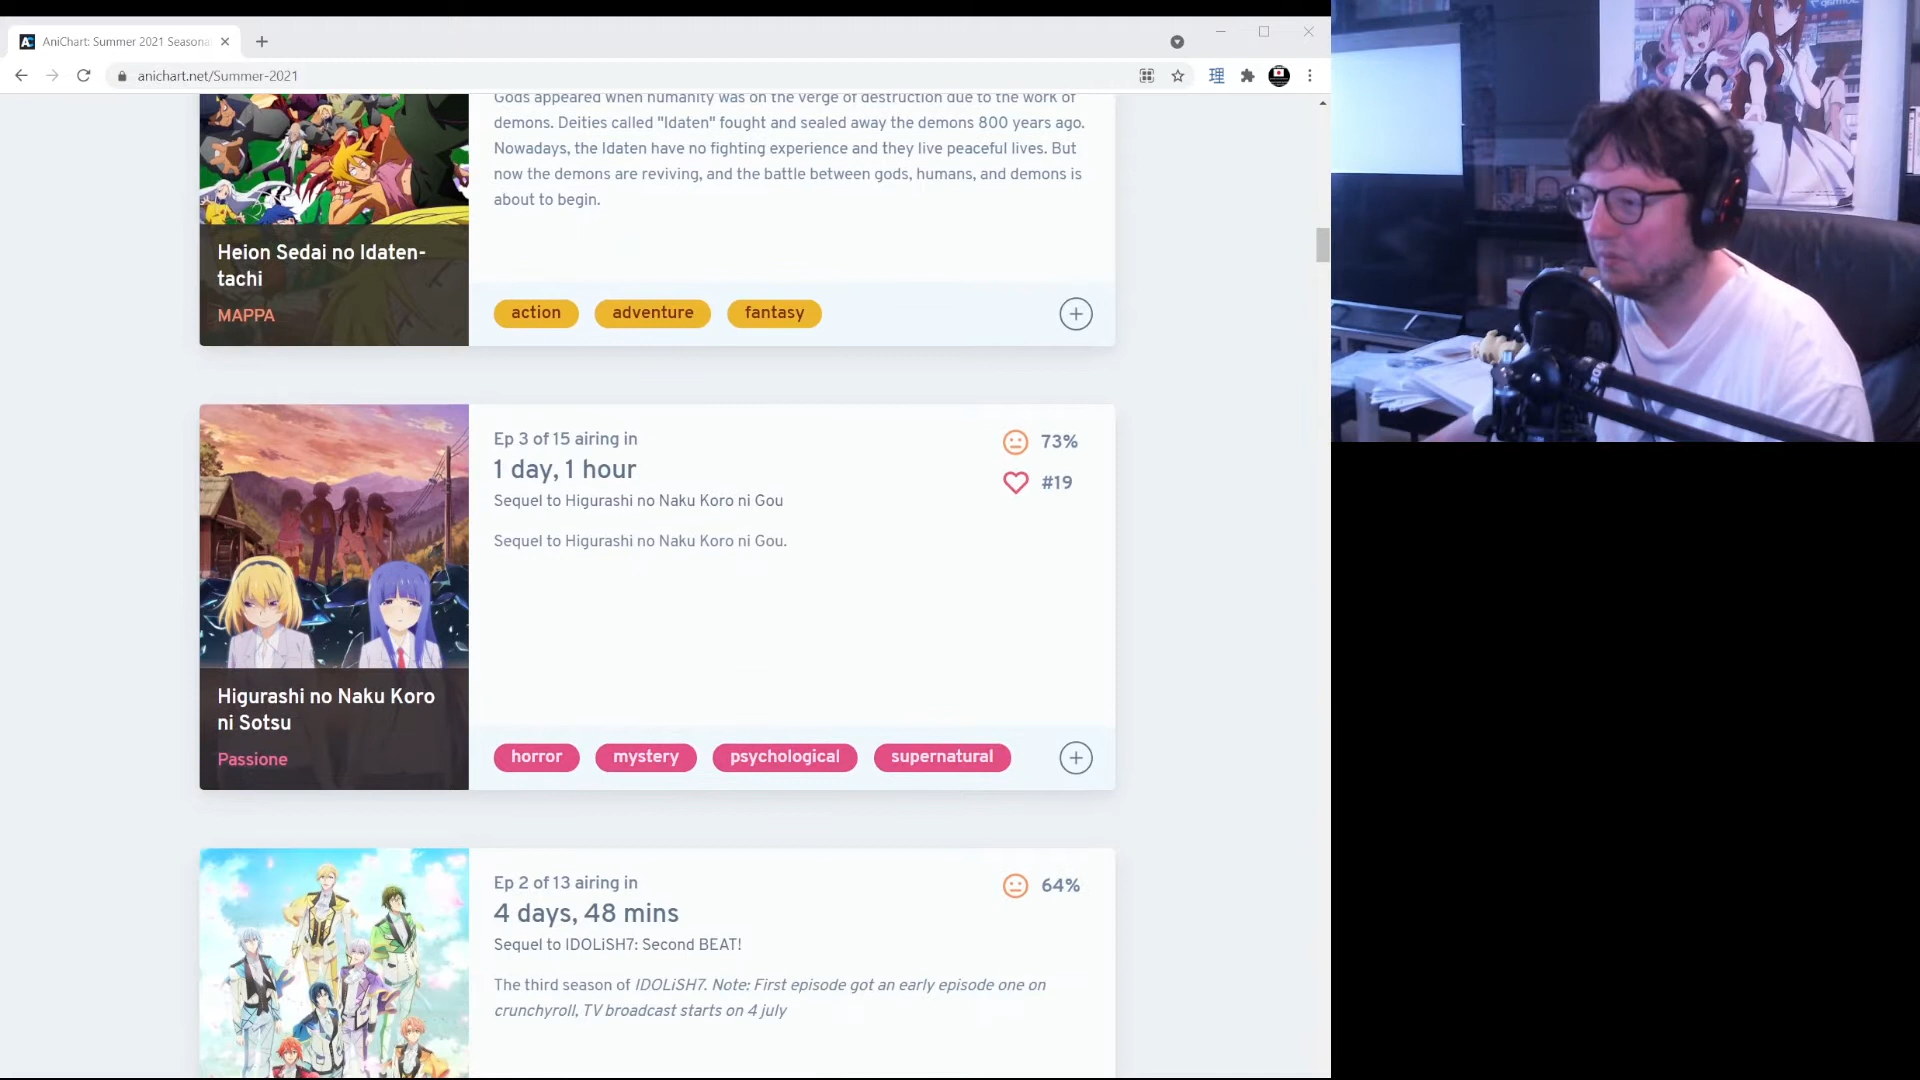 AniChart: Summer 2021 Seasona
anichart.net/Summer-2021
理
Gods appeared when humanity was on the verge of destruction due to the work of
demons. Deities called "Idaten" fought and sealed away the demons 800 years ago.
Nowadays, the Idaten have no fighting experience and they live peaceful lives. But
now the demons are reviving, and the battle between gods, humans, and demons is
about to begin.
Heion Sedai no Idaten-
tachi
MAPPA
action adventure fantasy
Ep 3 of 15 airing in
73%
1 day, 1 hour
#19
Sequel to Higurashi no Naku Koro ni Gou
Sequel to Higurashi no Naku Koro ni Gou.
Higurashi no Naku Koro
ni Sotsu
Passione
horror mystery psychological supernatural
Ep 2 of 13 airing in
64%
4 days, 48 mins
Sequel to IDOLiSH7: Second BEAT!
The third season of IDOLiSH7. Note: First episode got an early episode one on
crunchyroll, TV broadcast starts on 4 july